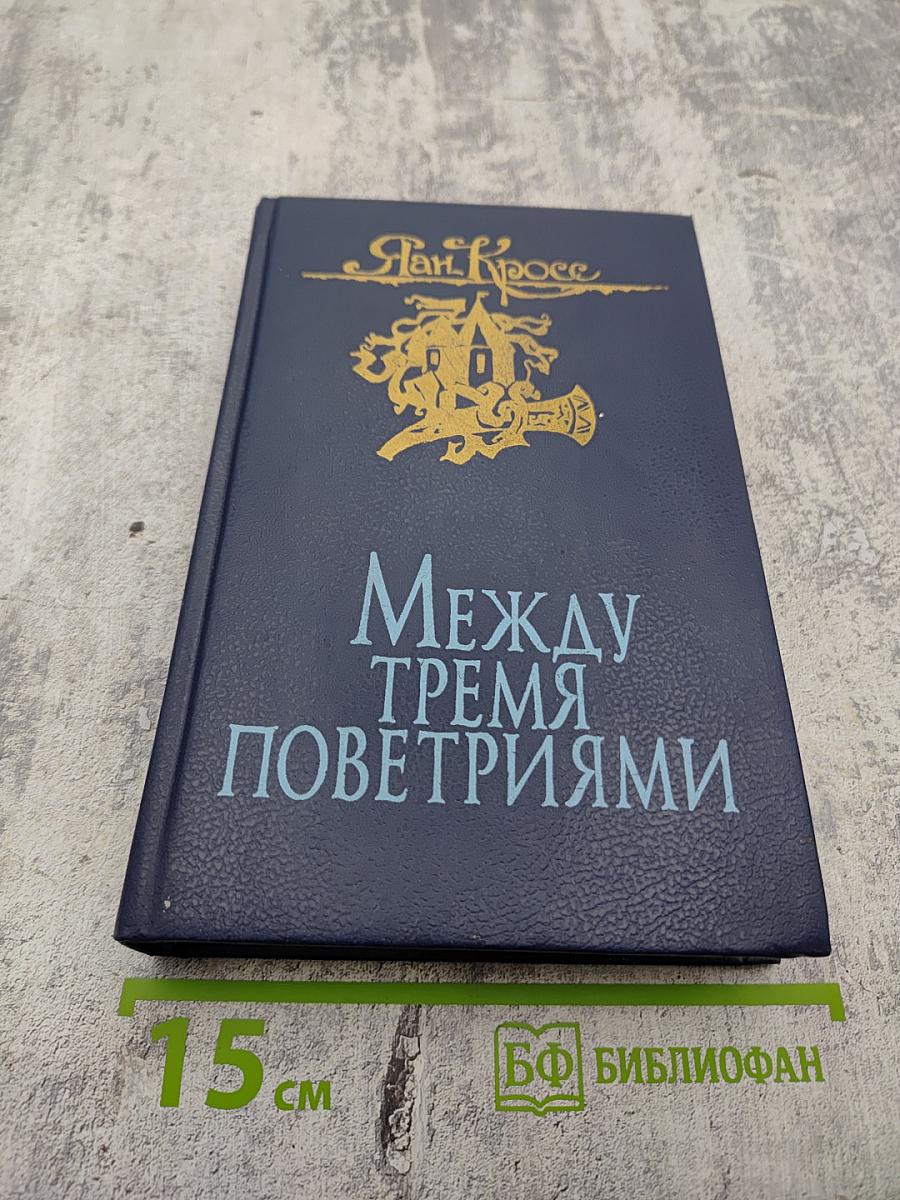 Яан Кросс
Между
тремя
поветриями
15 см
БФ БИБЛИОФАН